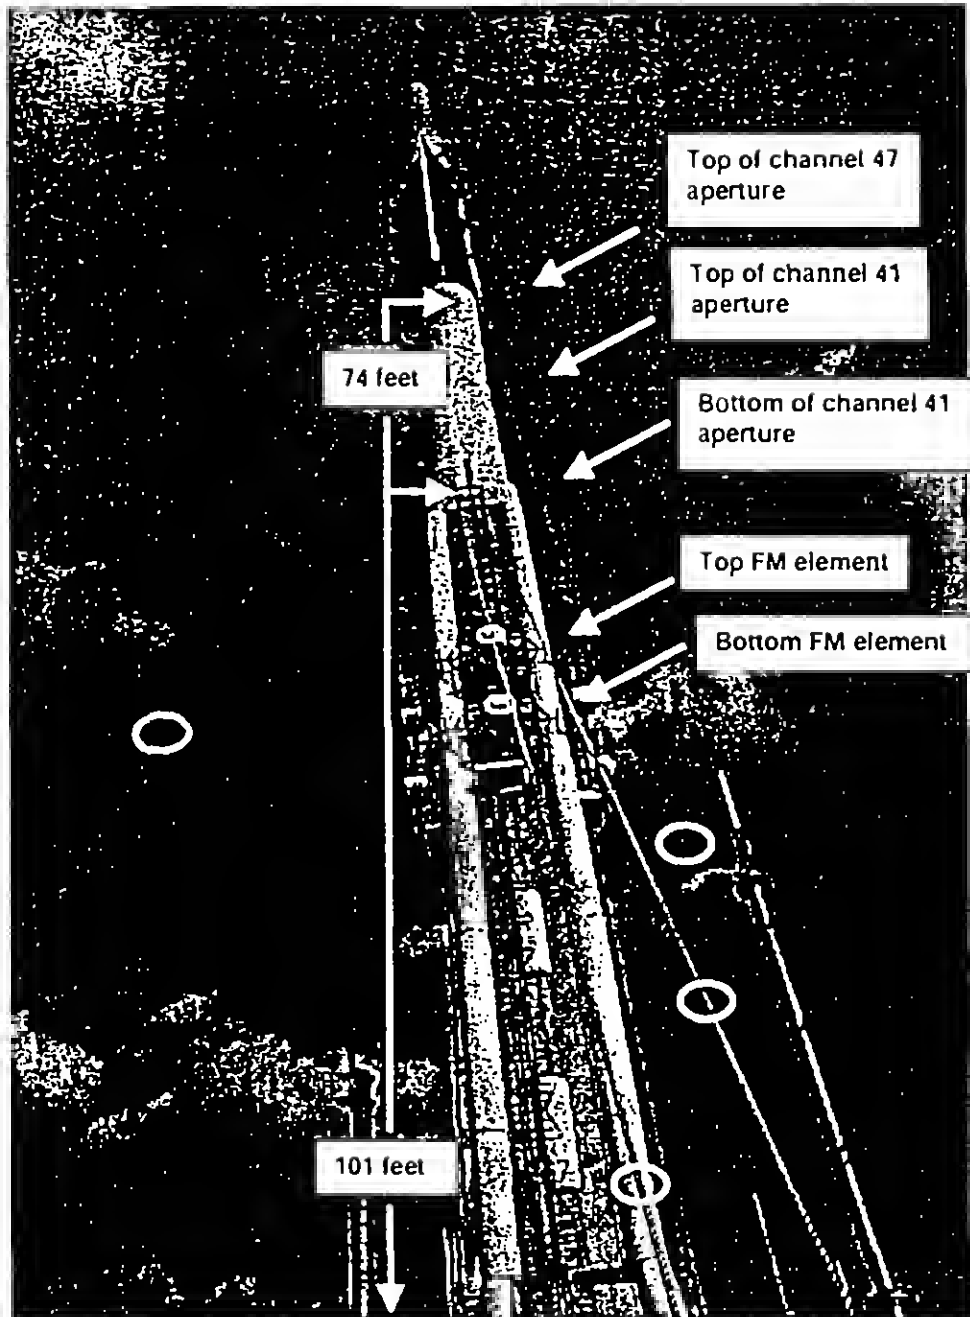 Top of channel 47
aperture
Top of channel 41
aperture
74 feet
Bottom of channel 41
aperture
Top FM element
Bottom FM element
101 feet